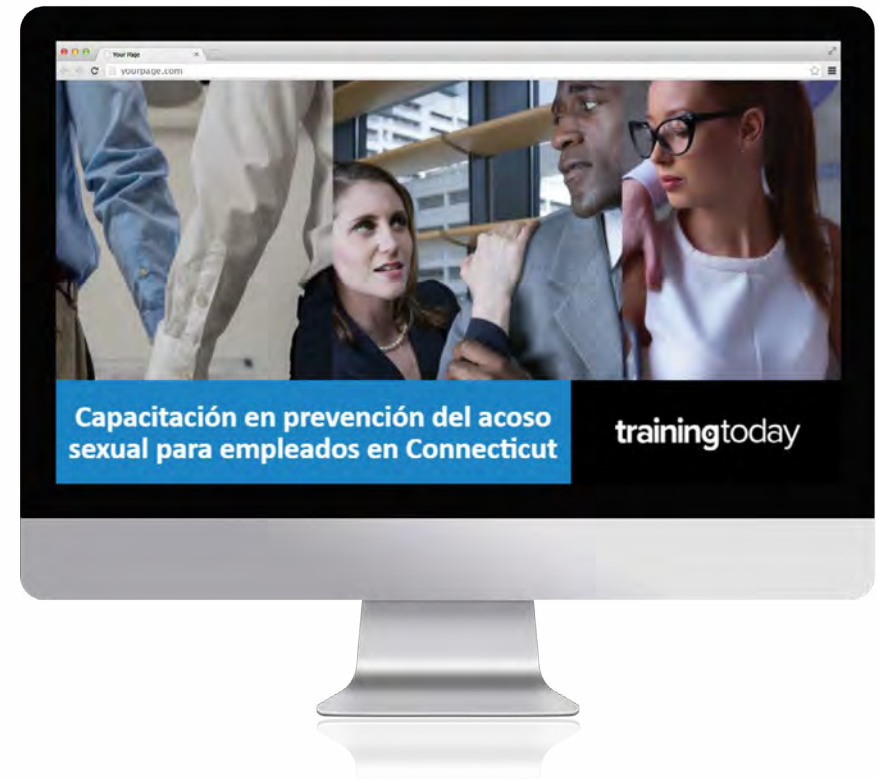 Your Page
yourpage.com
Capacitación en prevención del acoso
sexual para empleados en Connecticut
trainingtoday